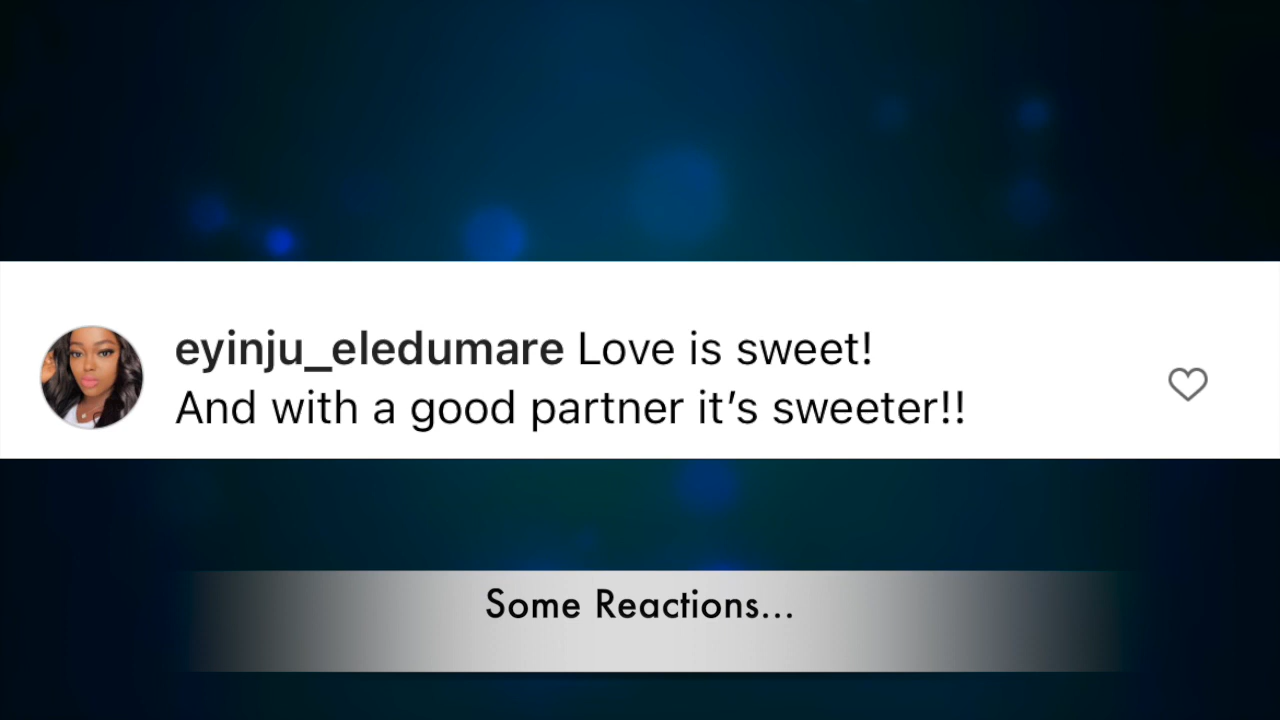 eyinju_eledumare Love is sweet!
And with a good partner it’s sweeter!!
Some Reactions...